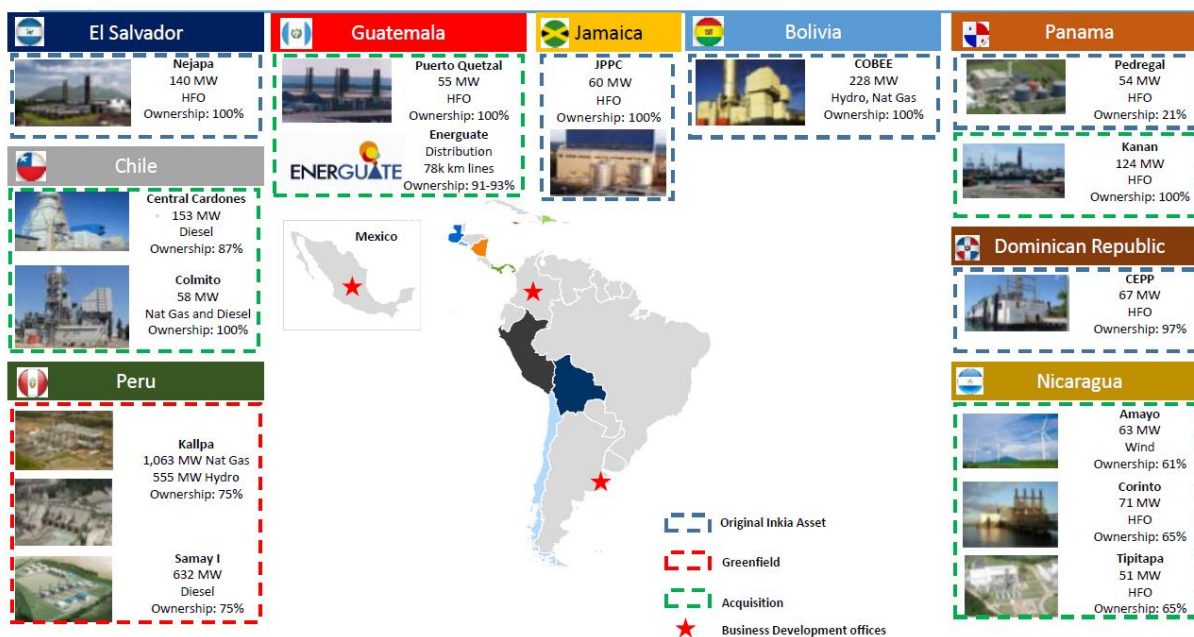 El Salvador
Nejapa
140 MW
HFO
Ownership: 100%
Guatemala
Puerto Quetzal
55 MW
HFO
Ownership: 100%
ENERGUATE
Energuate
Distribution
78k km lines
Ownership: 91-93%
Jamaica
JPPC
60 MW
HFO
Ownership: 100%
Bolivia
COBEE
228 MW
Hydro, Nat Gas
Ownership: 100%
Panama
Pedregal
54 MW
HFO
Ownership: 21%
Kanan
124 MW
HFO
Ownership: 100%
Chile
Central Cardones
153 MW
Diesel
Ownership: 87%
Colmito
58 MW
Nat Gas and Diesel
Ownership: 100%
Mexico
Dominican Republic
CEPP
67 MW
HFO
Ownership: 97%
Peru
Kallpa
1,063 MW Nat Gas
555 MW Hydro
Ownership: 75%
Samay I
632 MW
Diesel
Ownership: 75%
Nicaragua
Amayo
63 MW
Wind
Ownership: 61%
Corinto
71 MW
HFO
Ownership: 65%
Tipitapa
51 MW
HFO
Ownership: 65%
Original Inkia Asset
Greenfield
Acquisition
Business Development offices